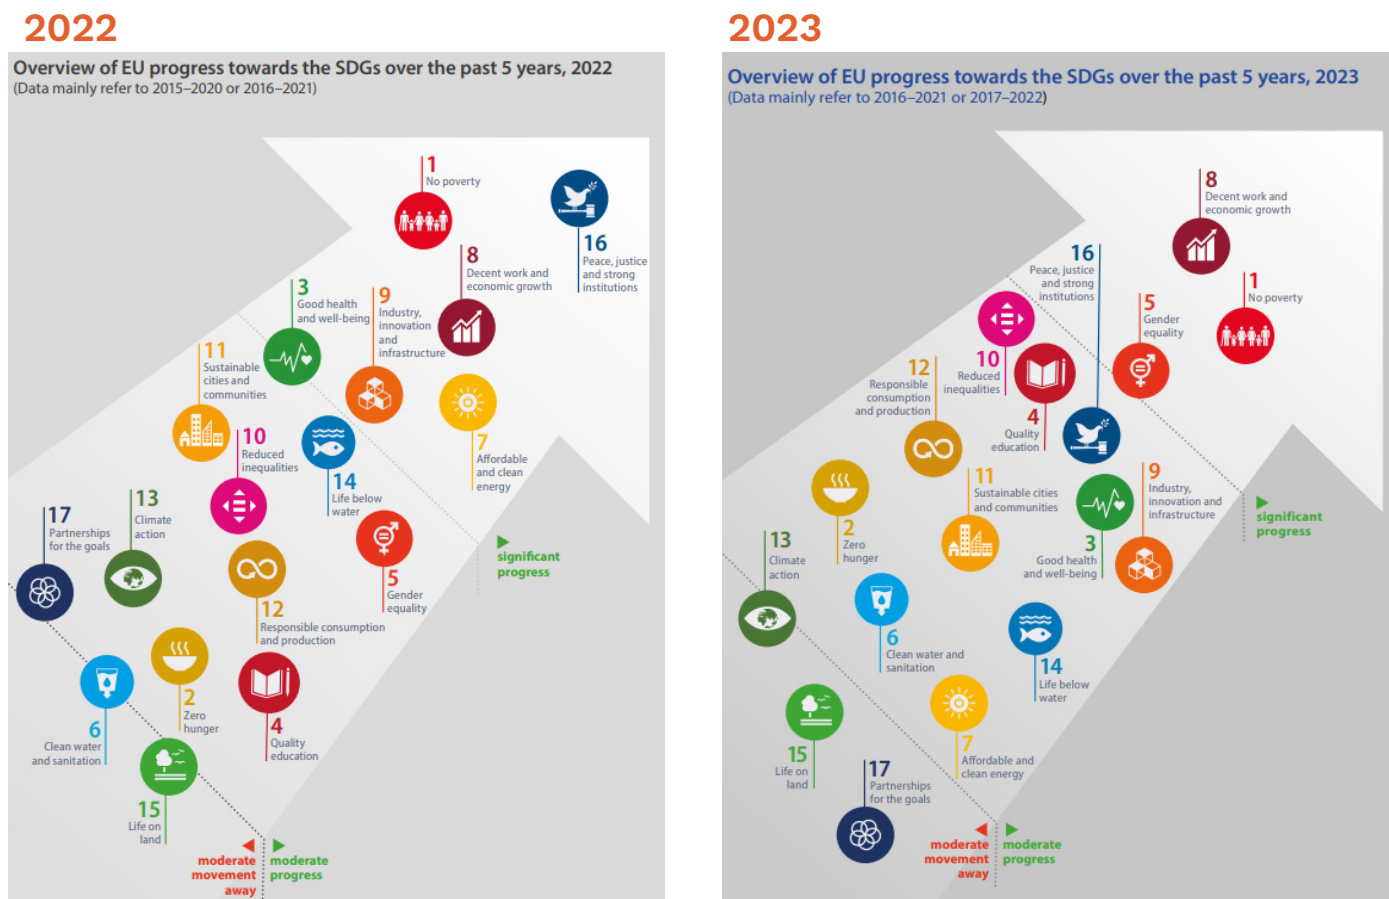 2022
Overview of EU progress towards the SDGs over the past 5 years, 2022
(Data mainly refer to 2015–2020 or 2016–2021)
1
No poverty
16
Peace, justice
and strong
institutions
8
Decent work and
economic growth
3
Good health
and well-being
9
Industry,
innovation
and
infrastructure
11
Sustainable
cities and
communities
10
Reduced
inequalities
7
Affordable
and clean
energy
14
Life below
water
13
Climate
action
17
Partnerships
for the goals
significant
progress
5
Gender
equality
12
Responsible consumption
and production
2
Zero
hunger
6
Clean water
and sanitation
4
Quality
education
15
Life on
land
moderate
movement
away
moderate
progress
2023
Overview of EU progress towards the SDGs over the past 5 years, 2023
(Data mainly refer to 2016–2021 or 2017–2022)
8
Decent work and
economic growth
16
Peace, justice
and strong
institutions
1
No poverty
5
Gender
equality
10
Reduced
inequalities
12
Responsible
consumption
and production
4
Quality
education
11
Sustainable cities
and communities
9
Industry,
innovation and
infrastructure
significant
progress
2
Zero
hunger
13
Climate
action
3
Good health
and well-being
6
Clean water and
sanitation
14
Life below
water
7
Affordable and
clean energy
15
Life on
land
17
Partnerships
for the goals
moderate
movement
away
moderate
progress